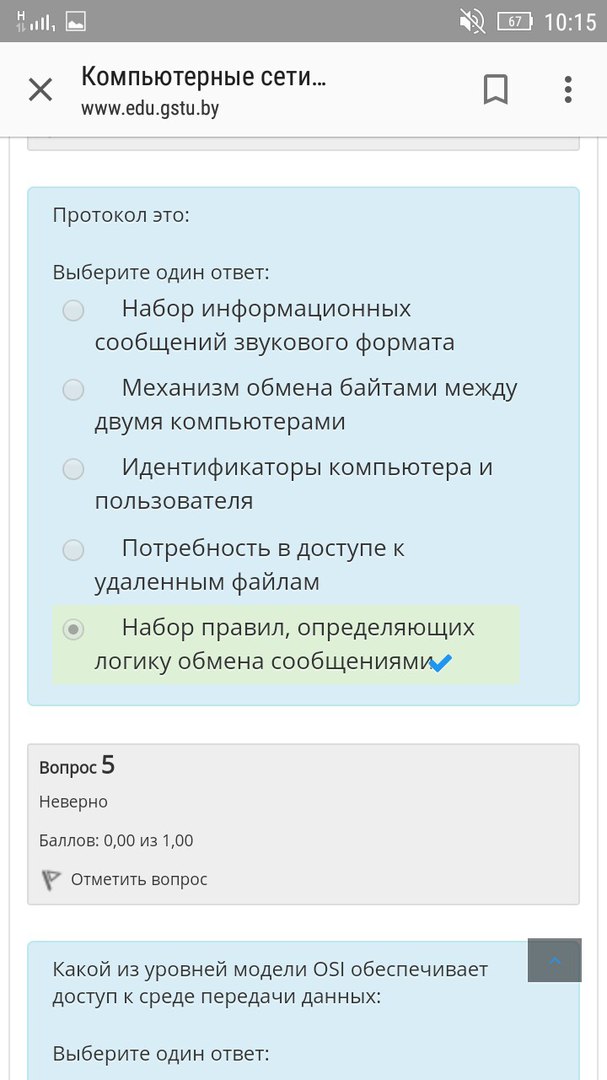 H
1
67
10:15
Компьютерные сети...
www.edu.gstu.by
Протокол это:
Выберите один ответ:
Набор информационных
сообщений звукового формата
Механизм обмена байтами между
двумя компьютерами
Идентификаторы компьютера и
пользователя
Потребность в доступе к
удаленным файлам
Набор правил, определяющих
логику обмена сообщениями
Вопрос 5
Неверно
Баллов: 0,00 из 1,00
Отметить вопрос
Какой из уровней модели OSI обеспечивает
доступ к среде передачи данных:
Выберите один ответ: